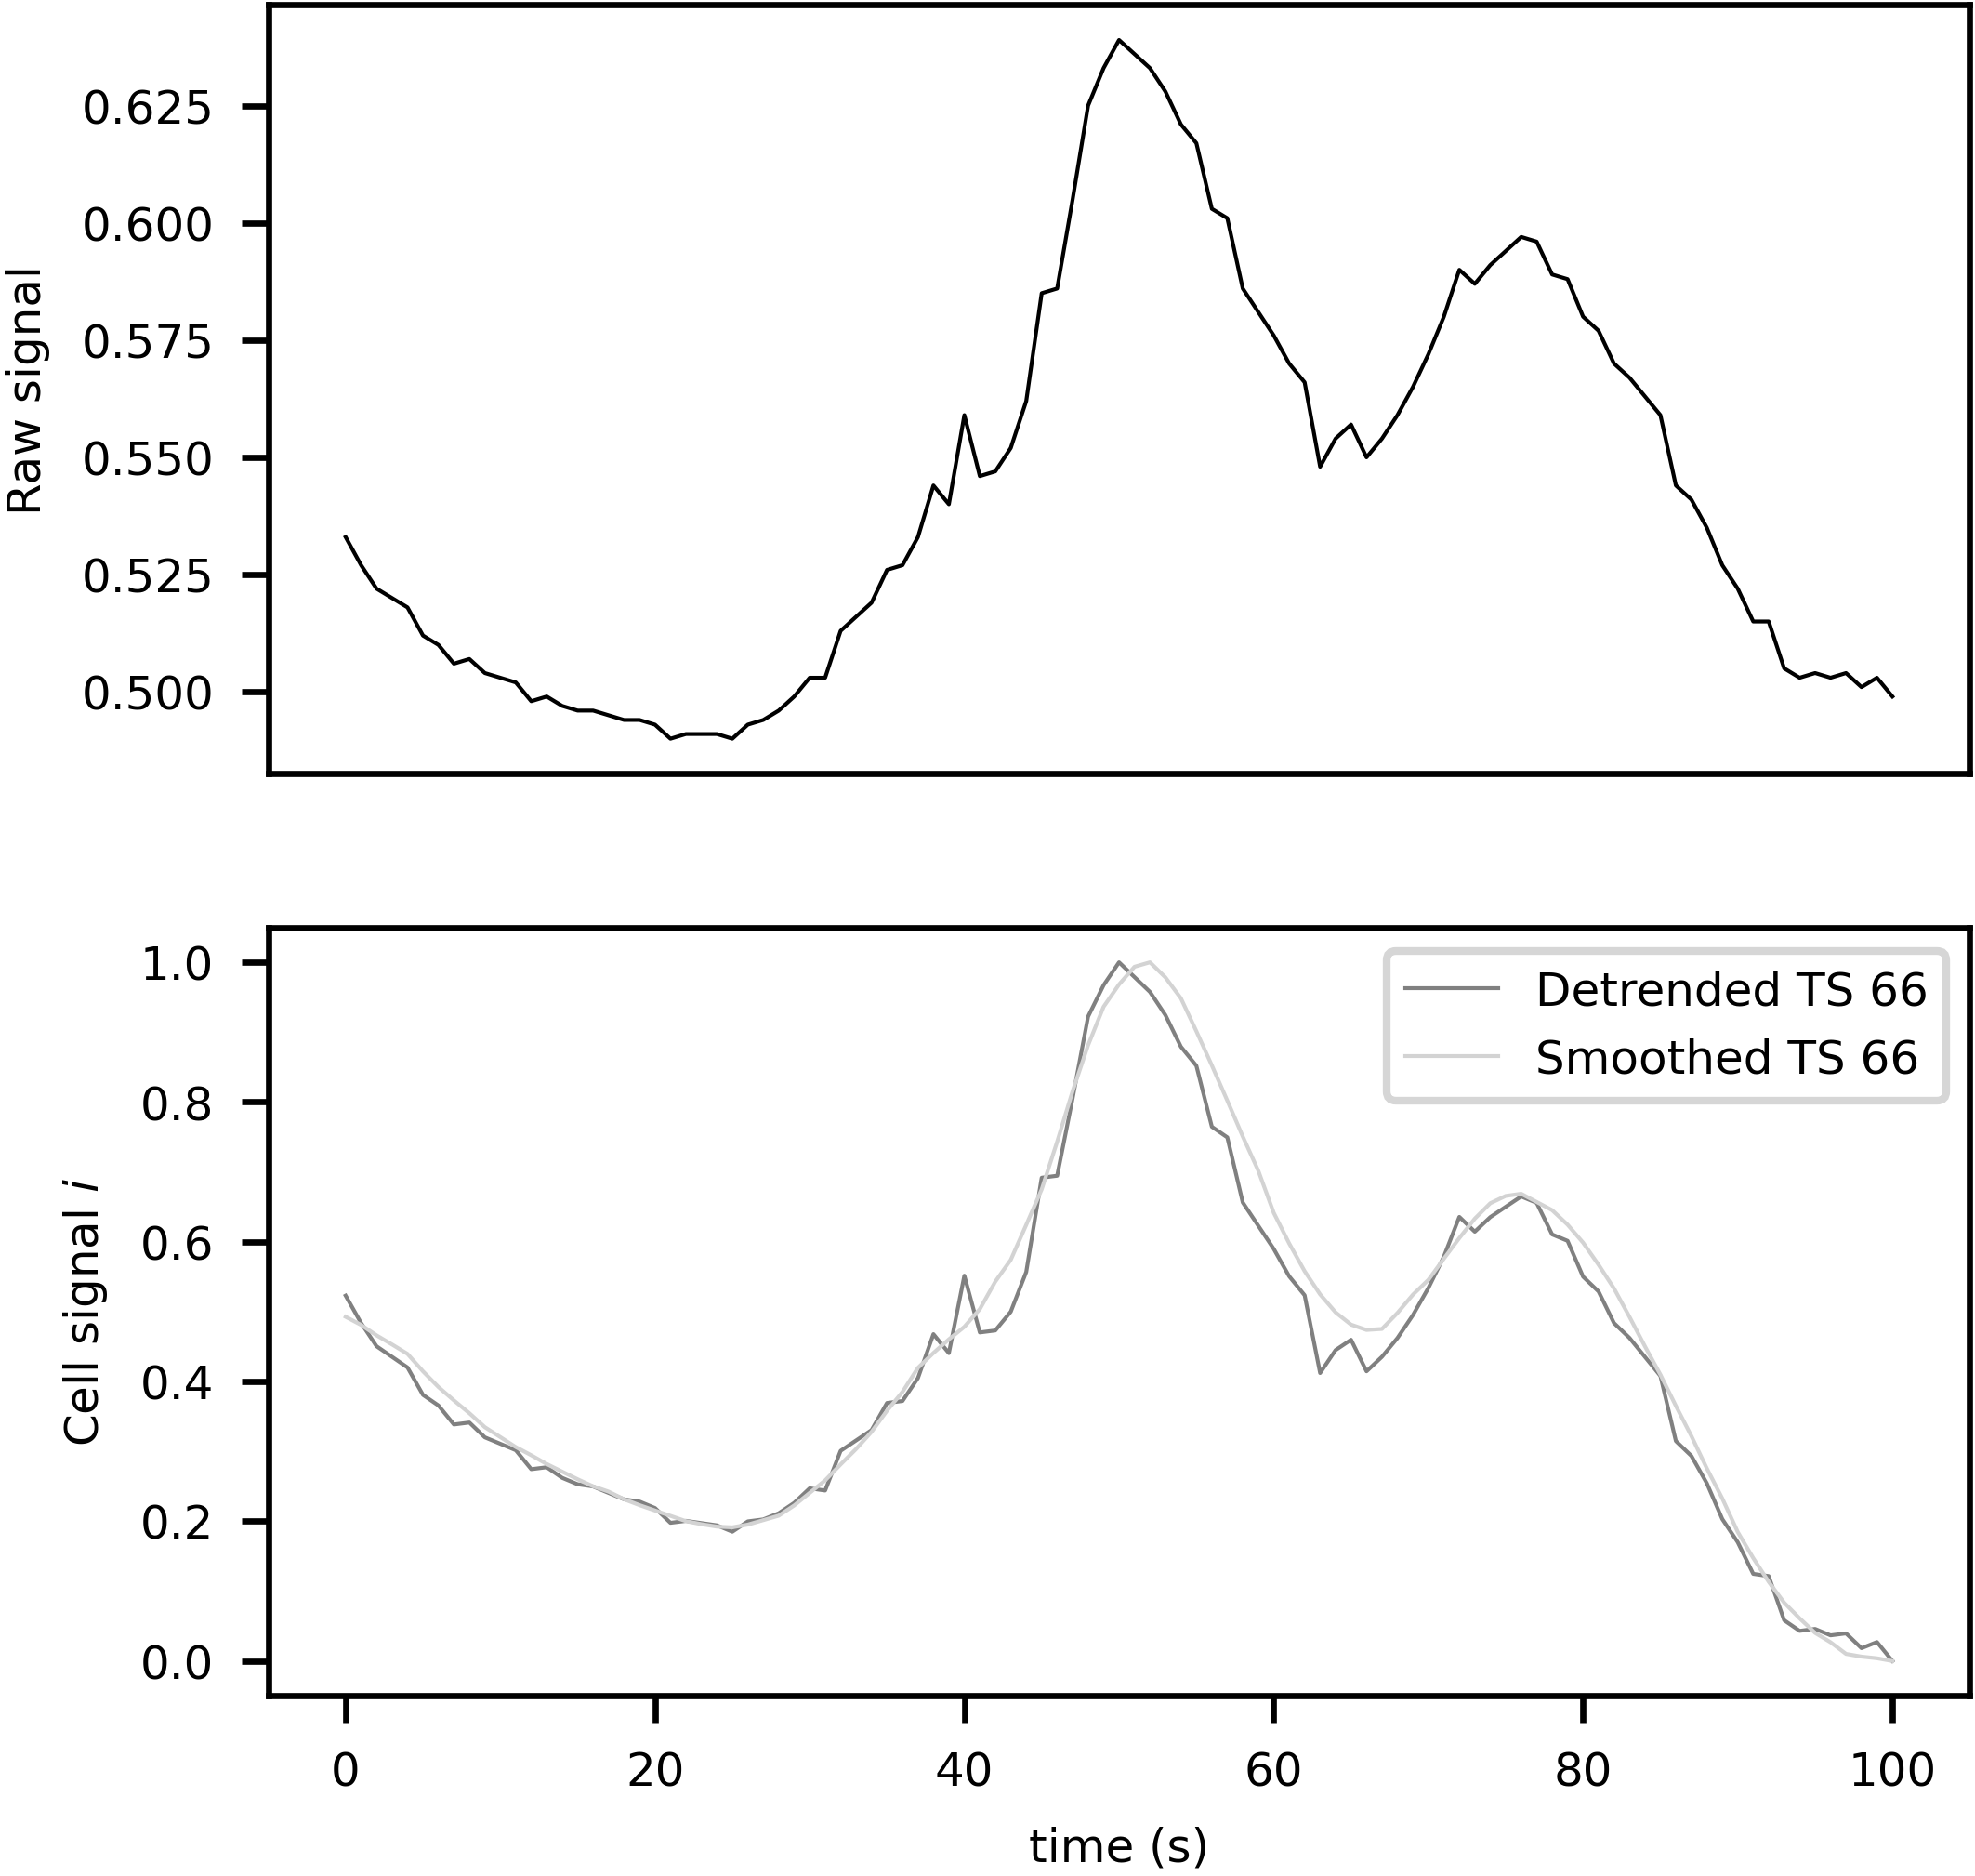 Raw signal
0.625
0.600
0.575
0.550
0.525
0.500
Cell signal i
1.0
0.8
0.6
0.4
0.2
0.0
Detrended TS 66
Smoothed TS 66
0 20 40 60 80 100
time (s)